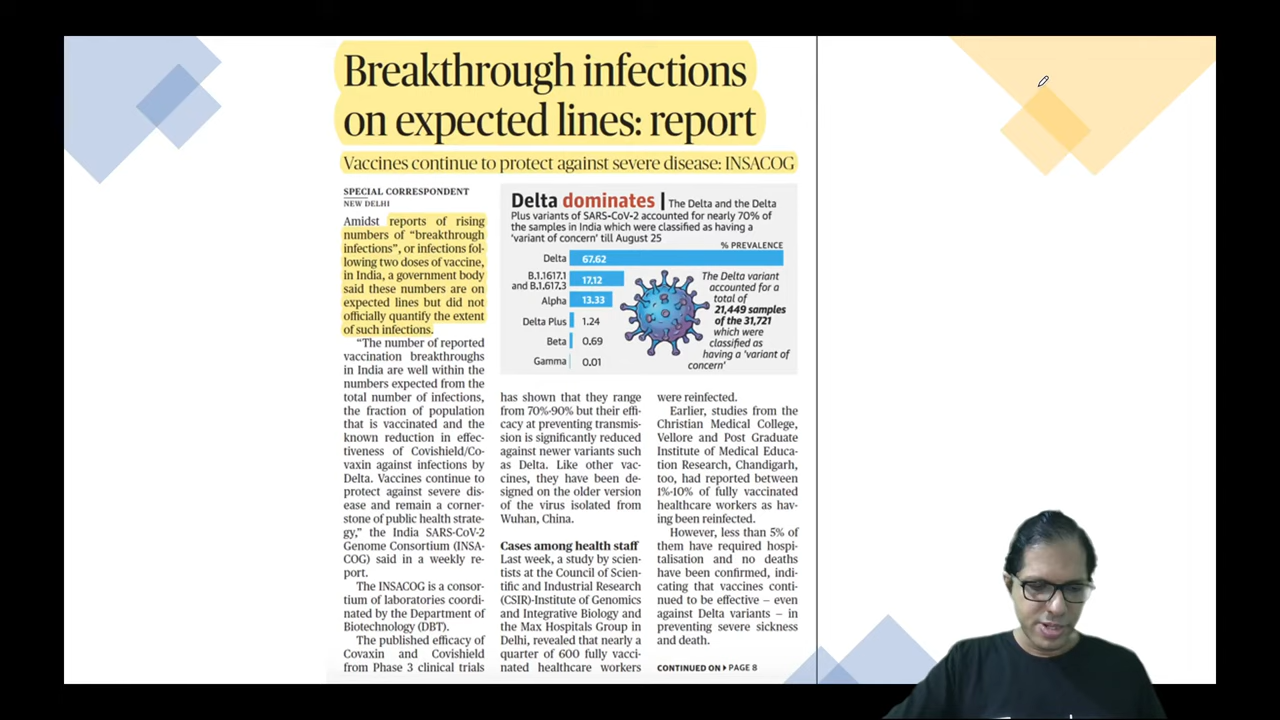 Breakthrough infections
on expected lines: report
Vaccines continue to protect against severe disease: INSACOG
SPECIAL CORRESPONDENT
NEW DELHI
Amidst reports of rising
numbers of “breakthrough
infections”, or infections fol-
lowing two doses of vaccine,
in India, a government body
said these numbers are on
expected lines but did not
officially quantify the extent
of such infections.
“The number of reported
vaccination breakthroughs
in India are well within the
numbers expected from the
total number of infections,
the fraction of population
that is vaccinated and the
known reduction in effec-
tiveness of Covishield/Co-
vaxin against infections by
Delta. Vaccines continue to
protect against severe dis-
ease and remain a corner-
stone of public health strate-
gy,” the India SARS-CoV-2
Genome Consortium (INSA-
COG) said in a weekly re-
port.
The INSACOG is a consor-
tium of laboratories coordi-
nated by the Department of
Biotechnology (DBT).
The published efficacy of
Covaxin and Covishield
from Phase 3 clinical trials
Delta dominates | The Delta and the Delta
Plus variants of SARS-CoV-2 accounted for nearly 70% of
the samples in India which were classified as having a
‘variant of concern’ till August 25
% PREVALENCE
Delta 67.62
B.1.1617.1
and B.1.617.3 17.12
Alpha 13.33
Delta Plus 1.24
Beta 0.69
Gamma 0.01
The Delta variant
accounted for a
total of
21,449 samples
of the 31,721
which were
classified as
having a ‘variant of
concern’
has shown that they range
from 70%-90% but their effi-
cacy at preventing transmis-
sion is significantly reduced
against newer variants such
as Delta. Like other vac-
cines, they have been de-
signed on the older version
of the virus isolated from
Wuhan, China.
Cases among health staff
Last week, a study by scien-
tists at the Council of Scien-
tific and Industrial Research
(CSIR)-Institute of Genomics
and Integrative Biology and
the Max Hospitals Group in
Delhi, revealed that nearly a
quarter of 600 fully vacci-
nated healthcare workers
were reinfected.
Earlier, studies from the
Christian Medical College,
Vellore and Post Graduate
Institute of Medical Educa-
tion Research, Chandigarh,
too, had reported between
1%-10% of fully vaccinated
healthcare workers as hav-
ing been reinfected.
However, less than 5% of
them have required hospi-
talisation and no deaths
have been confirmed, indi-
cating that vaccines conti-
nued to be effective – even
against Delta variants – in
preventing severe sickness
and death.
CONTINUED ON PAGE 8